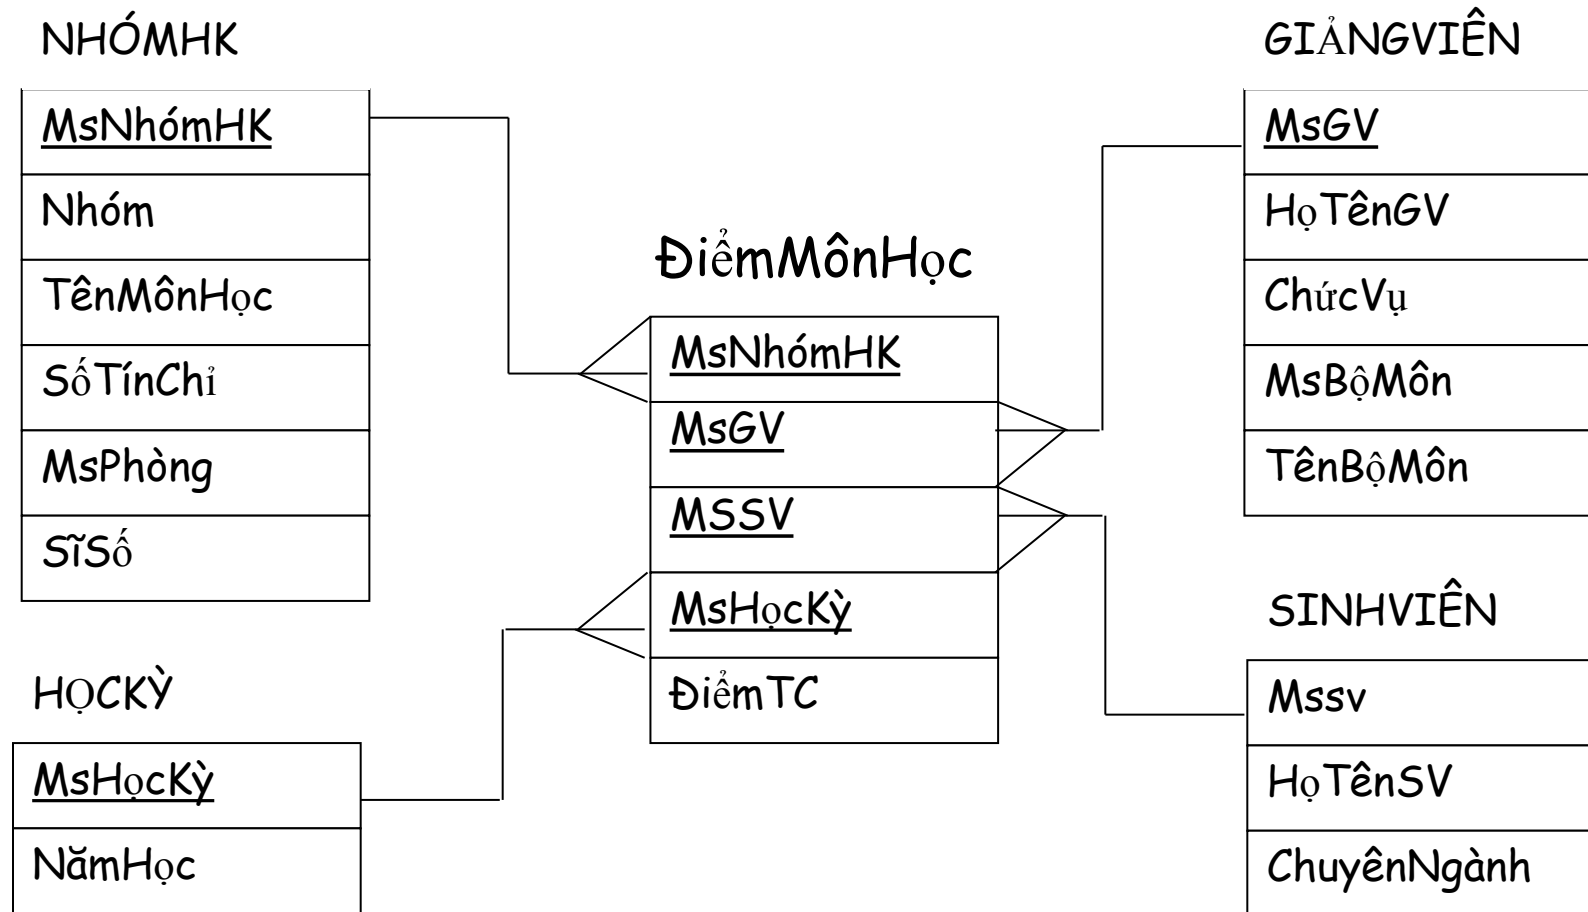 NHÓMHK
MsNhómHK
Nhóm
TênMônHọc
SốTínChỉ
MsPhòng
SĩSố
HỌCKỲ
MsHọcKỳ
NămHọc
ĐiểmMônHọc
MsNhómHK
MsGV
MSSV
MsHọcKỳ
ĐiểmTC
GIẢNGVIÊN
MsGV
HọTênGV
ChứcVụ
MsBộMôn
TênBộMôn
SINHVIÊN
Mssv
HọTênSV
ChuyênNgành